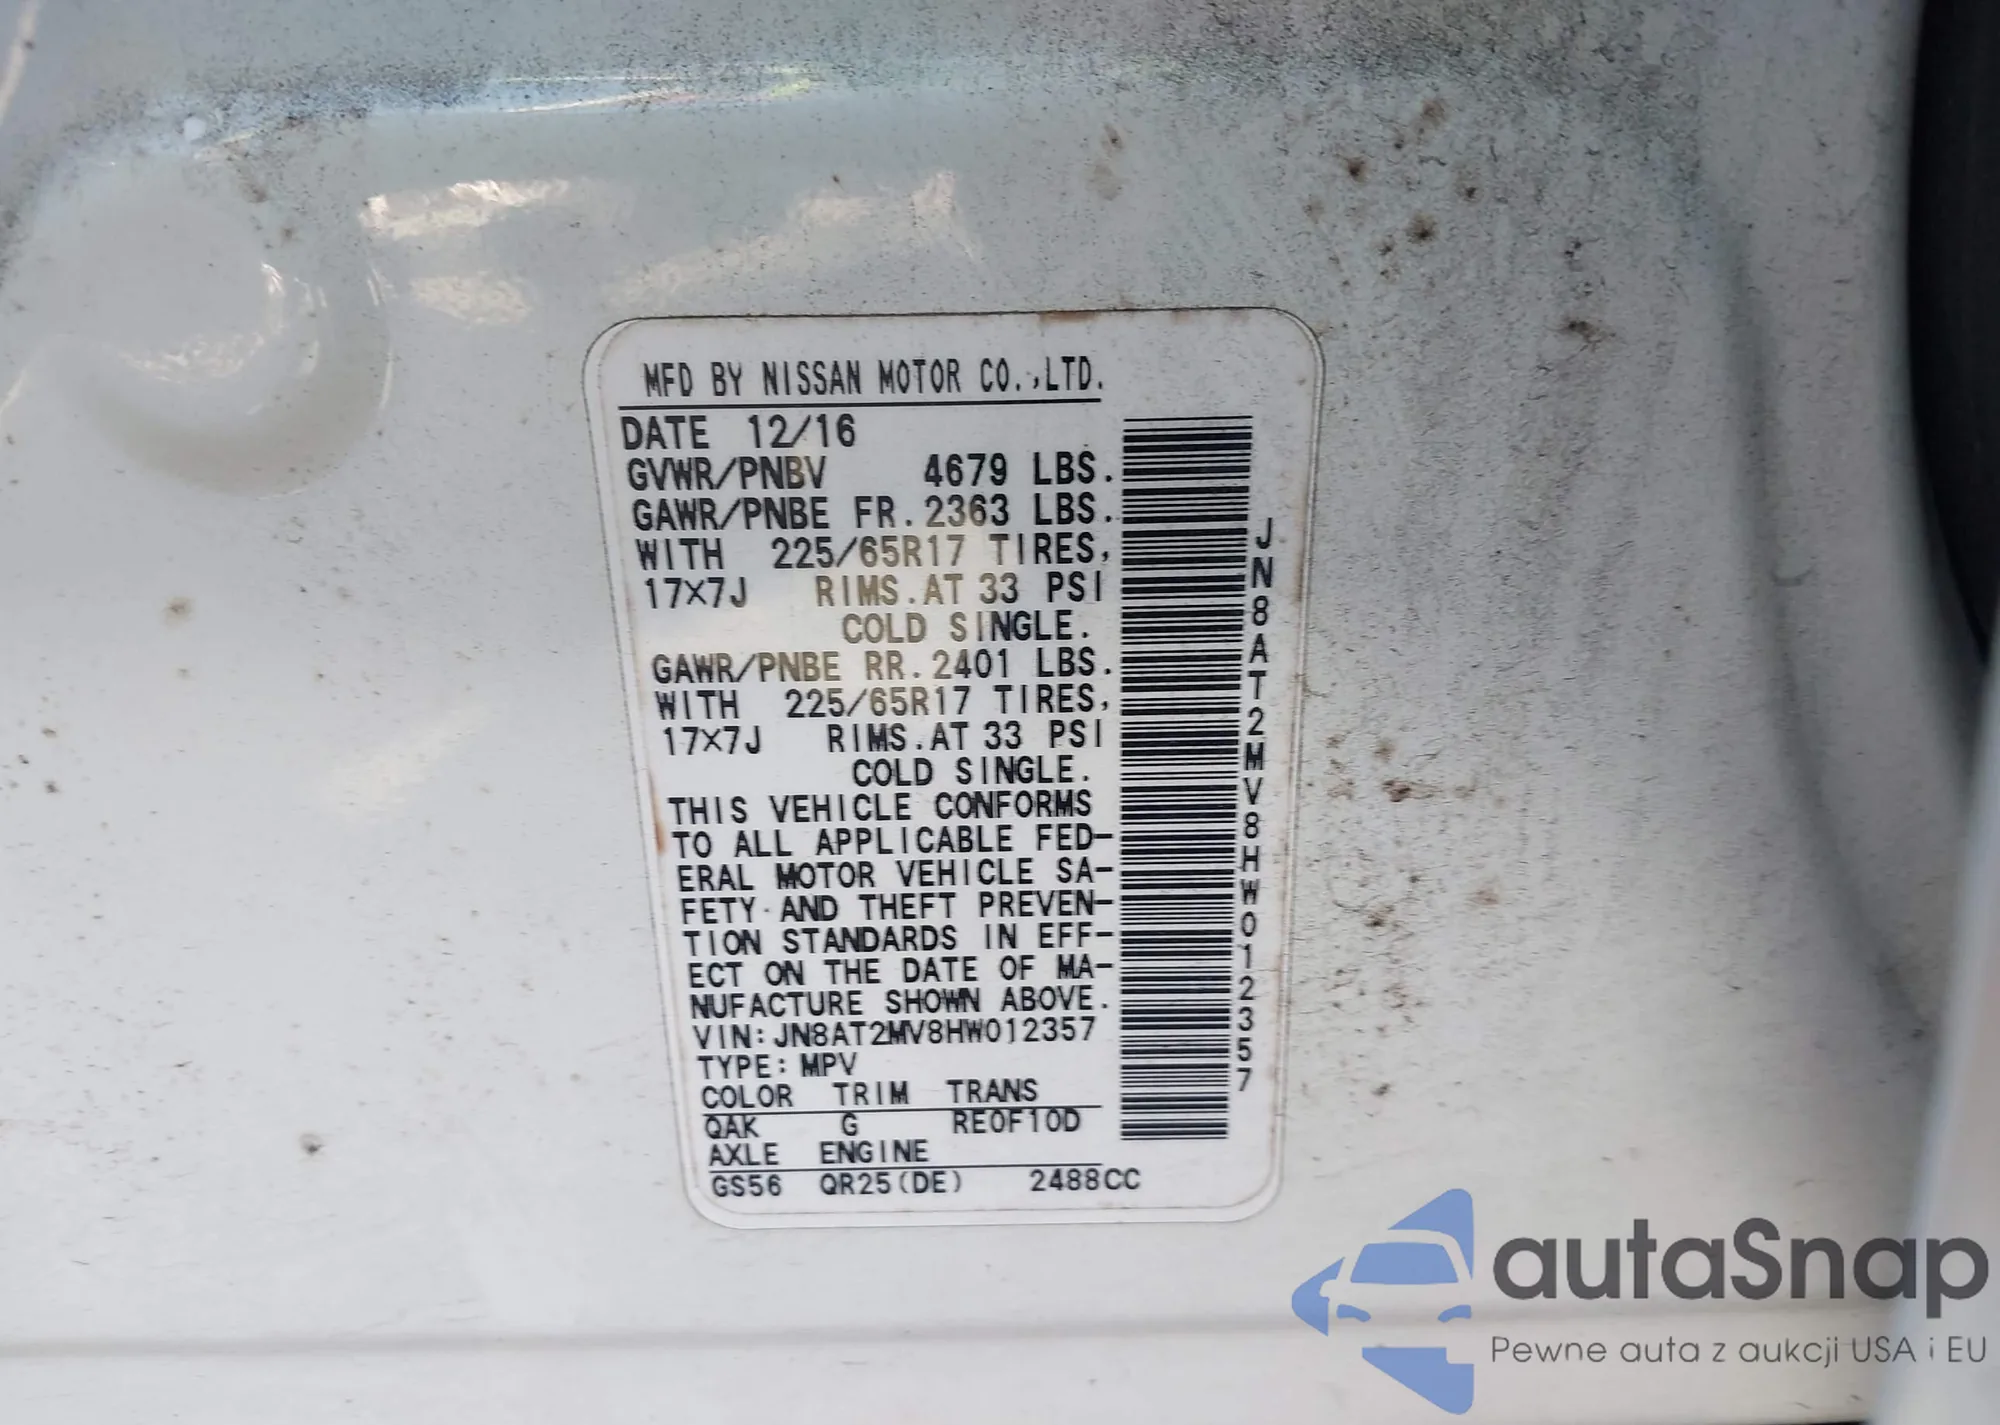 MFD BY NISSAN MOTOR CO.,LTD.
DATE 12/16
GVWR/PNBV 4679 LBS.
GAWR/PNBE FR.2363 LBS.
WITH 225/65R17 TIRES,
17X7J RIMS.AT 33 PSI
COLD SINGLE.
GAWR/PNBE RR.2401 LBS.
WITH 225/65R17 TIRES,
17X7J RIMS.AT 33 PSI
COLD SINGLE.
THIS VEHICLE CONFORMS
TO ALL APPLICABLE FED-
ERAL MOTOR VEHICLE SA-
FETY AND THEFT PREVEN-
TION STANDARDS IN EFF-
ECT ON THE DATE OF MA-
NUFACTURE SHOWN ABOVE.
VIN:JN8AT2MV8HW012357
TYPE:MPV
COLOR TRIM TRANS
QAK G RE0F10D
AXLE ENGINE
GS56 QR25(DE) 2488CC
JN8AT2MV8HW012357
autaSnap
Pewne auta z aukcji USA i EU